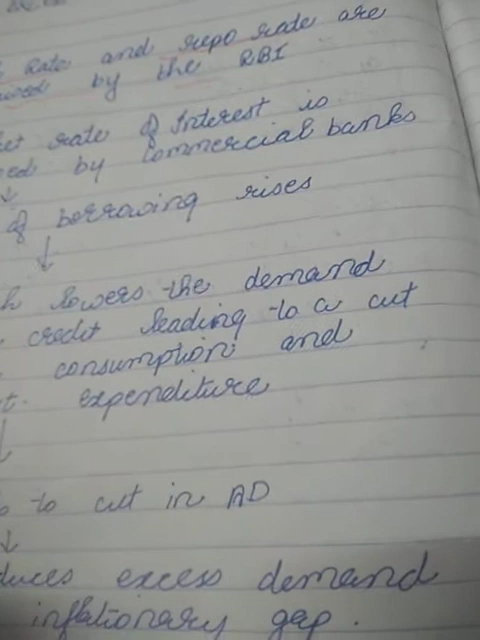 Rate and repo rate are
by the RBI
rate of Interest is
by Commercial banks
of borrowing rises
lowers the demand
credit leading to a cut
consumption and
expenditure
to cut in AD
excess demand
inflationary gap.